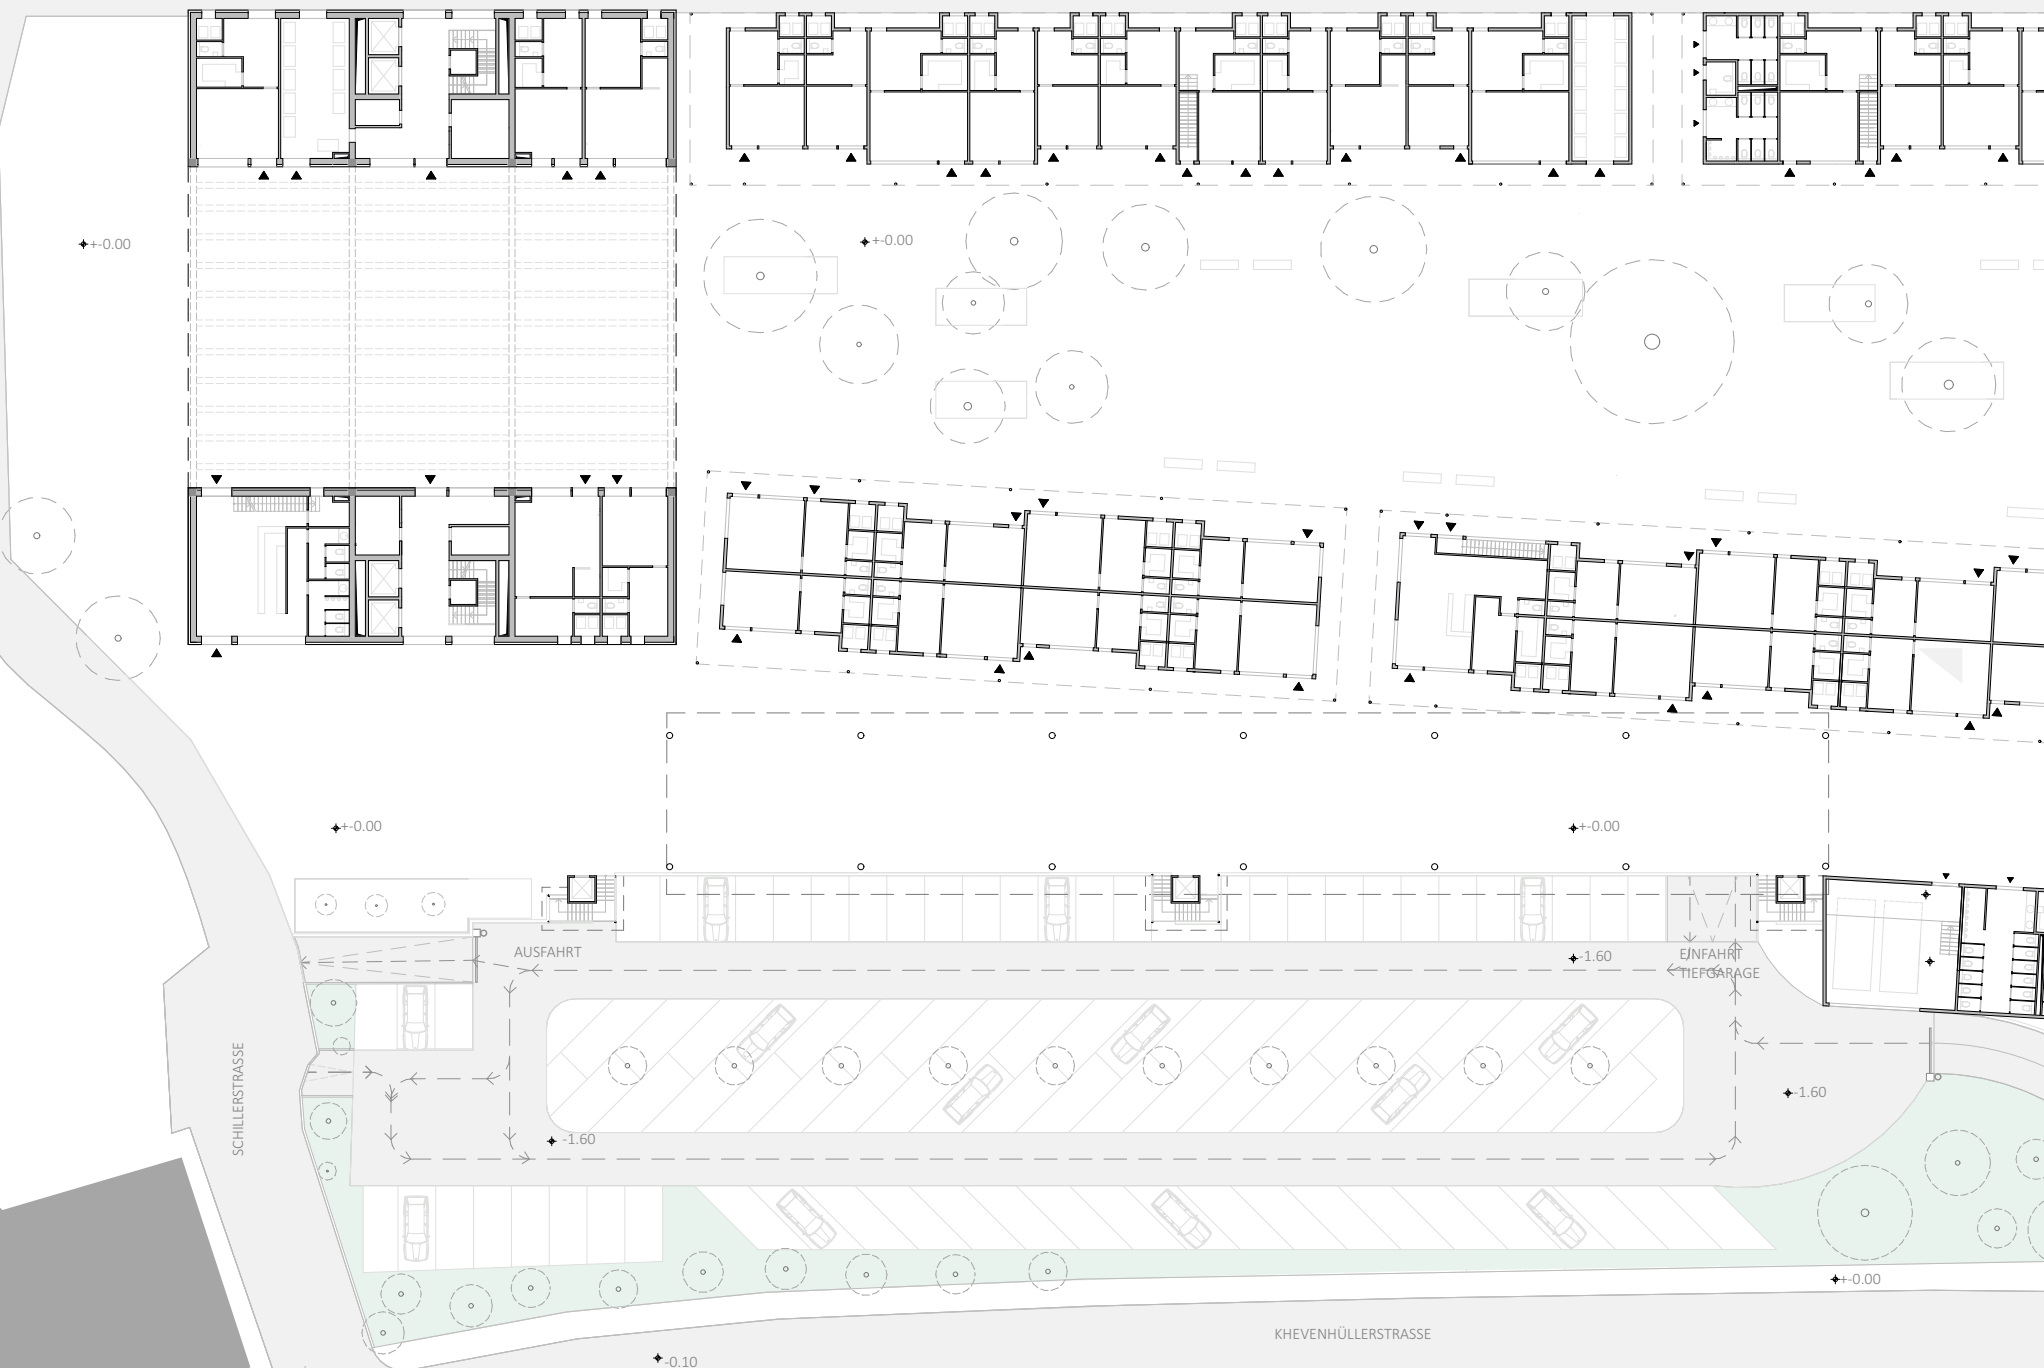 +-0.00
+-0.00
+-0.00
+-0.00
AUSFAHRT
-1.60
EINFAHRT
TIEFGARAGE
SCHILLERSTRASSE
-1.60
-1.60
+-0.00
KHEVENHÜLLERSTRASSE
-0.10